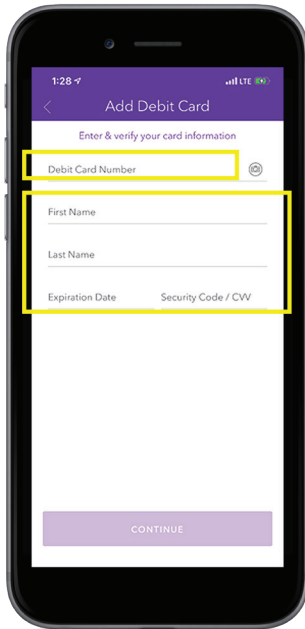 1:28
LTE
Add Debit Card
Enter & verify your card information
Debit Card Number
First Name
Last Name
Expiration Date Security Code / CVV
CONTINUE